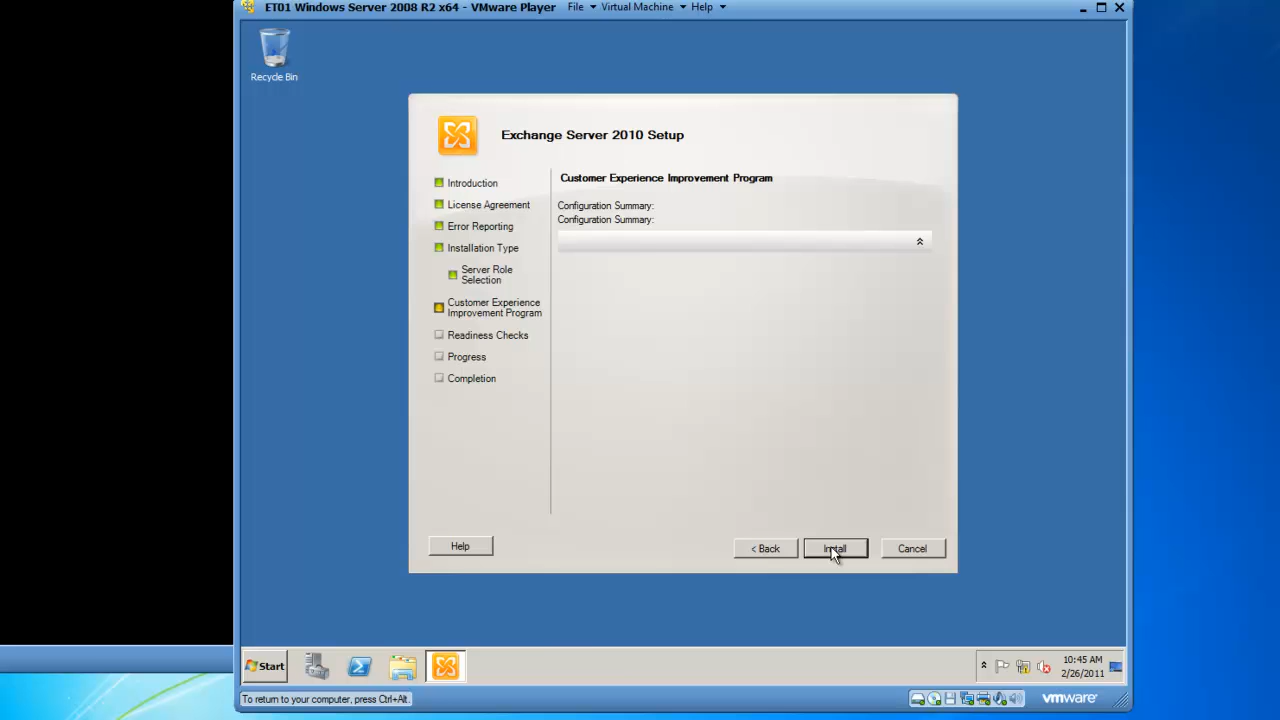 ET01 Windows Server 2008 R2 x64 - VMware Player File Virtual Machine Help
Recycle Bin
Exchange Server 2010 Setup
Introduction
License Agreement
Error Reporting
Installation Type
Server Role
Selection
Customer Experience
Improvement Program
Readiness Checks
Progress
Completion
Customer Experience Improvement Program
Configuration Summary:
Configuration Summary:
Help
< Back
Install
Cancel
Start
10:45 AM
2/26/2011
To return to your computer, press Ctrl+Alt.
vmware